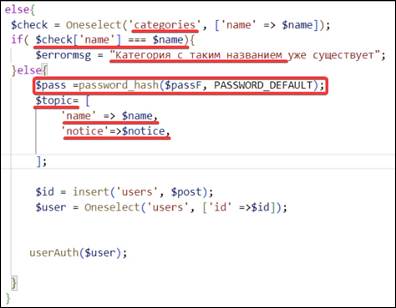 else{
$check = Oneselect('categories', ['name' => $name]);
if( $check['name'] === $name){
$errormsg = "Категория с таким названием уже существует";
}else{
$pass =password_hash($passF, PASSWORD_DEFAULT);
$topic= [
'name' => $name,
'notice'=>$notice,
];
$id = insert('users', $post);
$user = Oneselect('users', ['id' =>$id]);
userAuth($user);
}
}